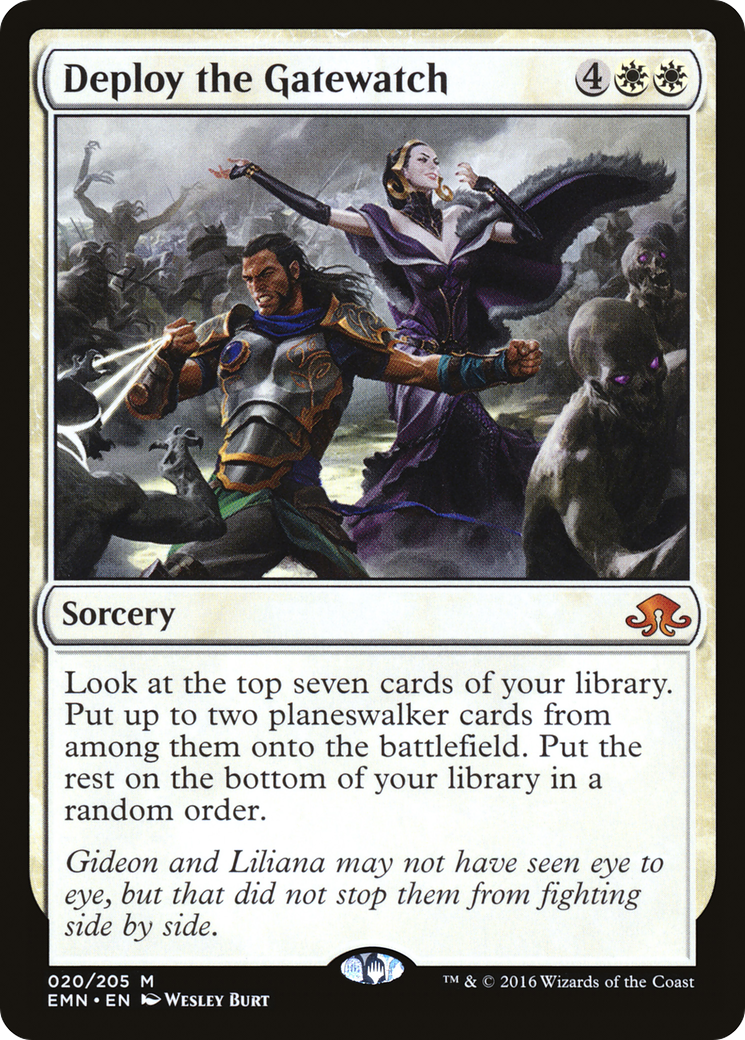 Deploy the Gatewatch 4
Sorcery
Look at the top seven cards of your library.
Put up to two planeswalker cards from
among them onto the battlefield. Put the
rest on the bottom of your library in a
random order.
Gideon and Liliana may not have seen eye to
eye, but that did not stop them from fighting
side by side.
020/205 M
EMN • EN Wesley Burt
™ & © 2016 Wizards of the Coast